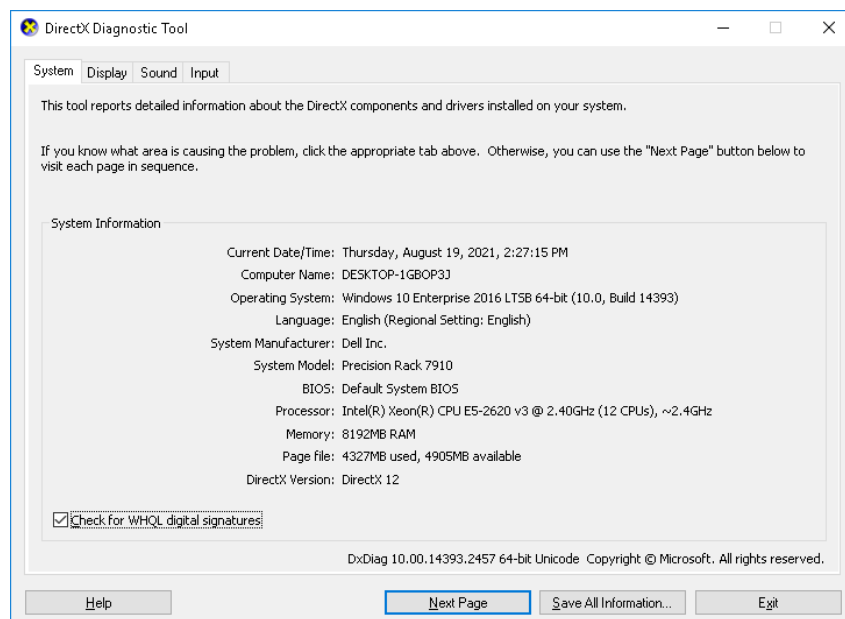 DirectX Diagnostic Tool
System Display Sound Input
This tool reports detailed information about the DirectX components and drivers installed on your system.
If you know what area is causing the problem, click the appropriate tab above.  Otherwise, you can use the "Next Page" button below to
visit each page in sequence.
System Information
Current Date/Time: Thursday, August 19, 2021, 2:27:15 PM
Computer Name: DESKTOP-1GBOP3J
Operating System: Windows 10 Enterprise 2016 LTSB 64-bit (10.0, Build 14393)
Language: English (Regional Setting: English)
System Manufacturer: Dell Inc.
System Model: Precision Rack 7910
BIOS: Default System BIOS
Processor: Intel(R) Xeon(R) CPU E5-2620 v3 @ 2.40GHz (12 CPUs), ~2.4GHz
Memory: 8192MB RAM
Page file: 4327MB used, 4905MB available
DirectX Version: DirectX 12
Check for WHQL digital signatures
DxDiag 10.00.14393.2457 64-bit Unicode  Copyright © Microsoft. All rights reserved.
Help Next Page Save All Information... Exit